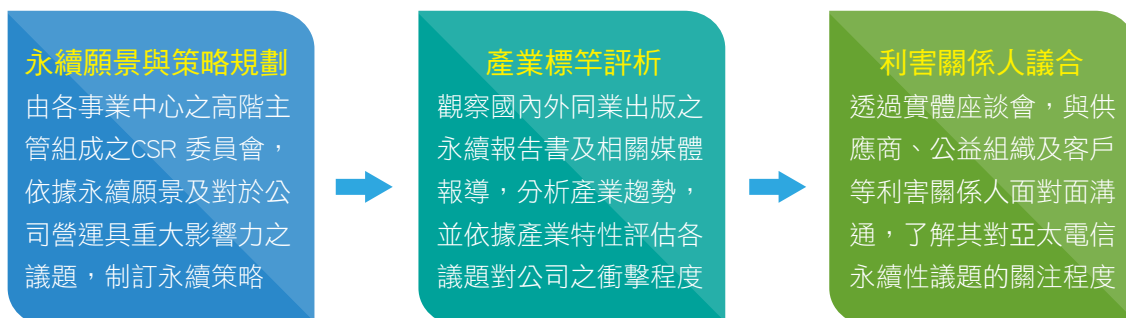 永續願景與策略規劃
由各事業中心之高階主
管組成之CSR 委員會，
依據永續願景及對於公
司營運具重大影響力之
議題，制訂永續策略
產業標竿評析
觀察國內外同業出版之
永續報告書及相關媒體
報導，分析產業趨勢，
並依據產業特性評估各
議題對公司之衝擊程度
利害關係人議合
透過實體座談會，與供
應商、公益組織及客戶
等利害關係人面對面溝
通，了解其對亞太電信
永續性議題的關注程度